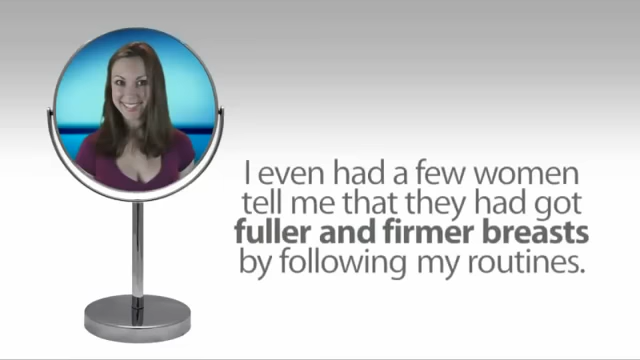 I even had a few women
tell me that they had got
fuller and firmer breasts
by following my routines.